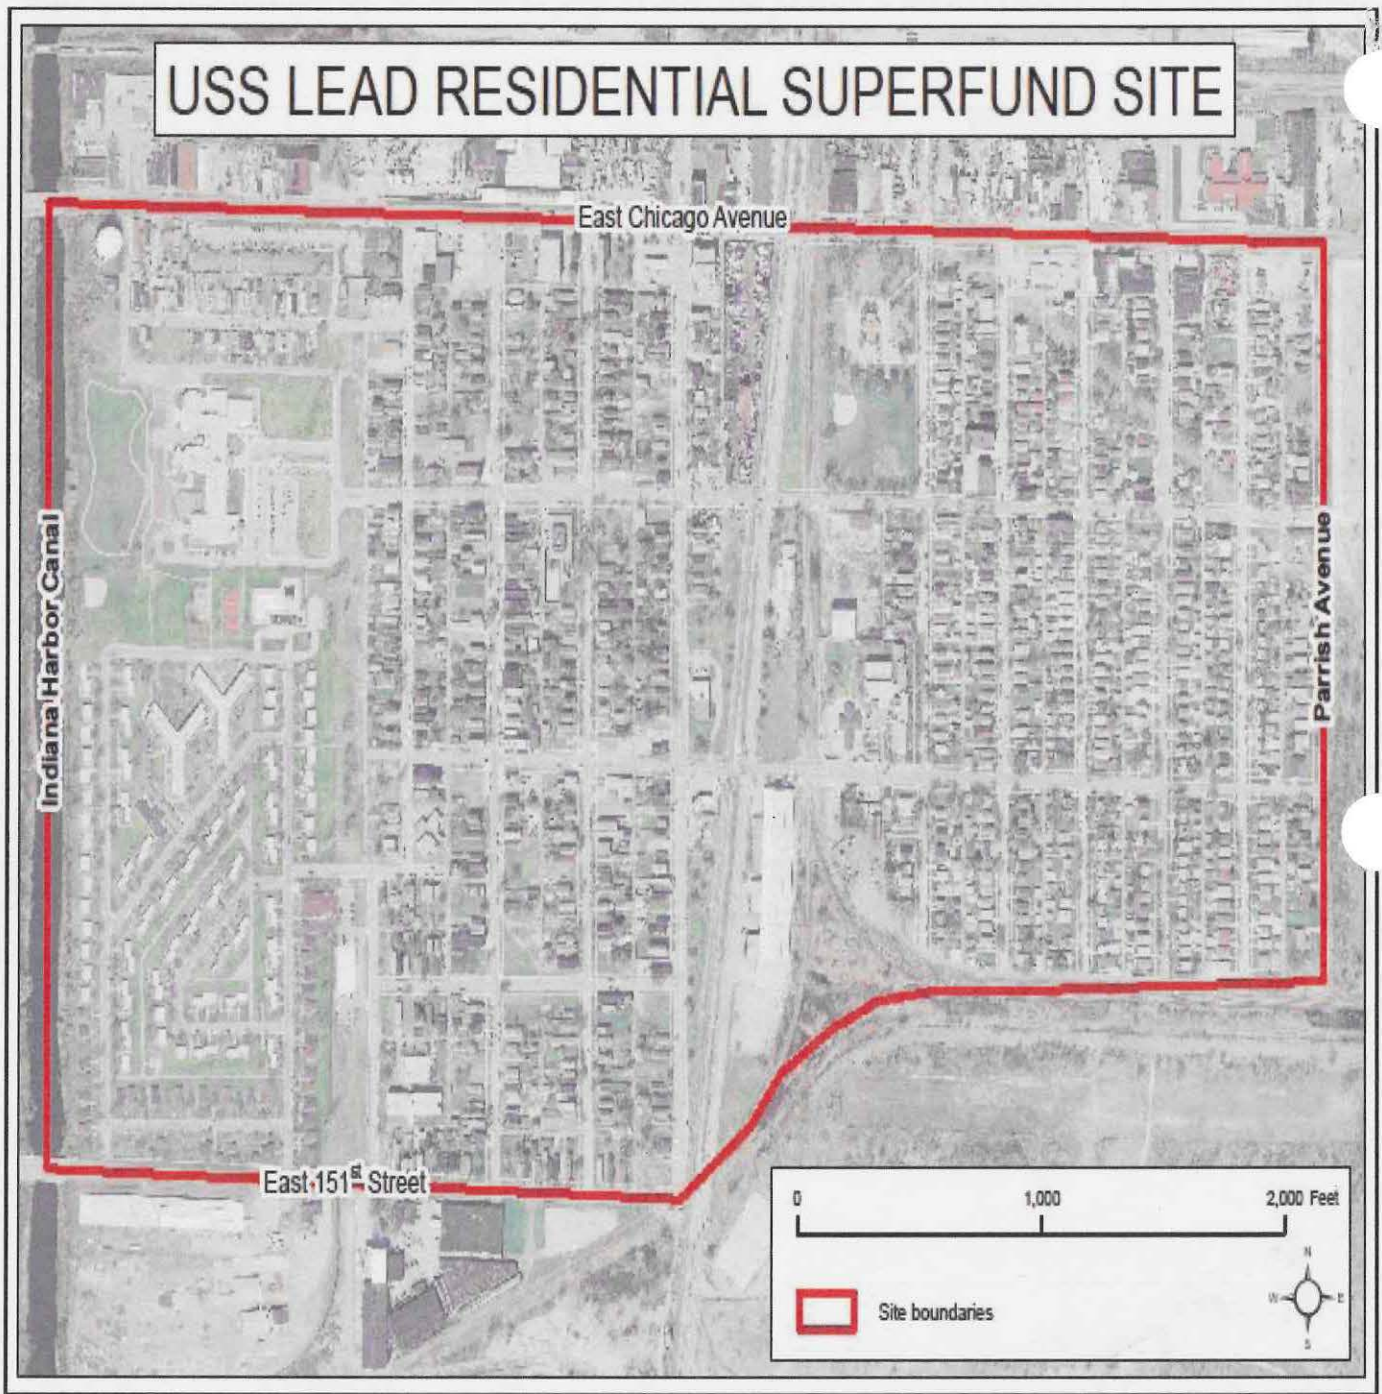 USS LEAD RESIDENTIAL SUPERFUND SITE
East Chicago Avenue
Indiana Harbor Canal
Parrish Avenue
East 151st Street
0 1,000 2,000 Feet
Site boundaries
N
W E
S